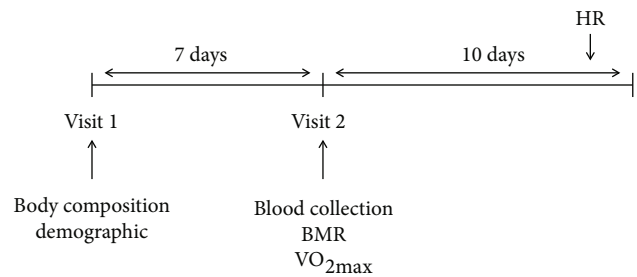 HR
7 days
10 days
Visit 1
Visit 2
Body composition
demographic
Blood collection
BMR
VO2max